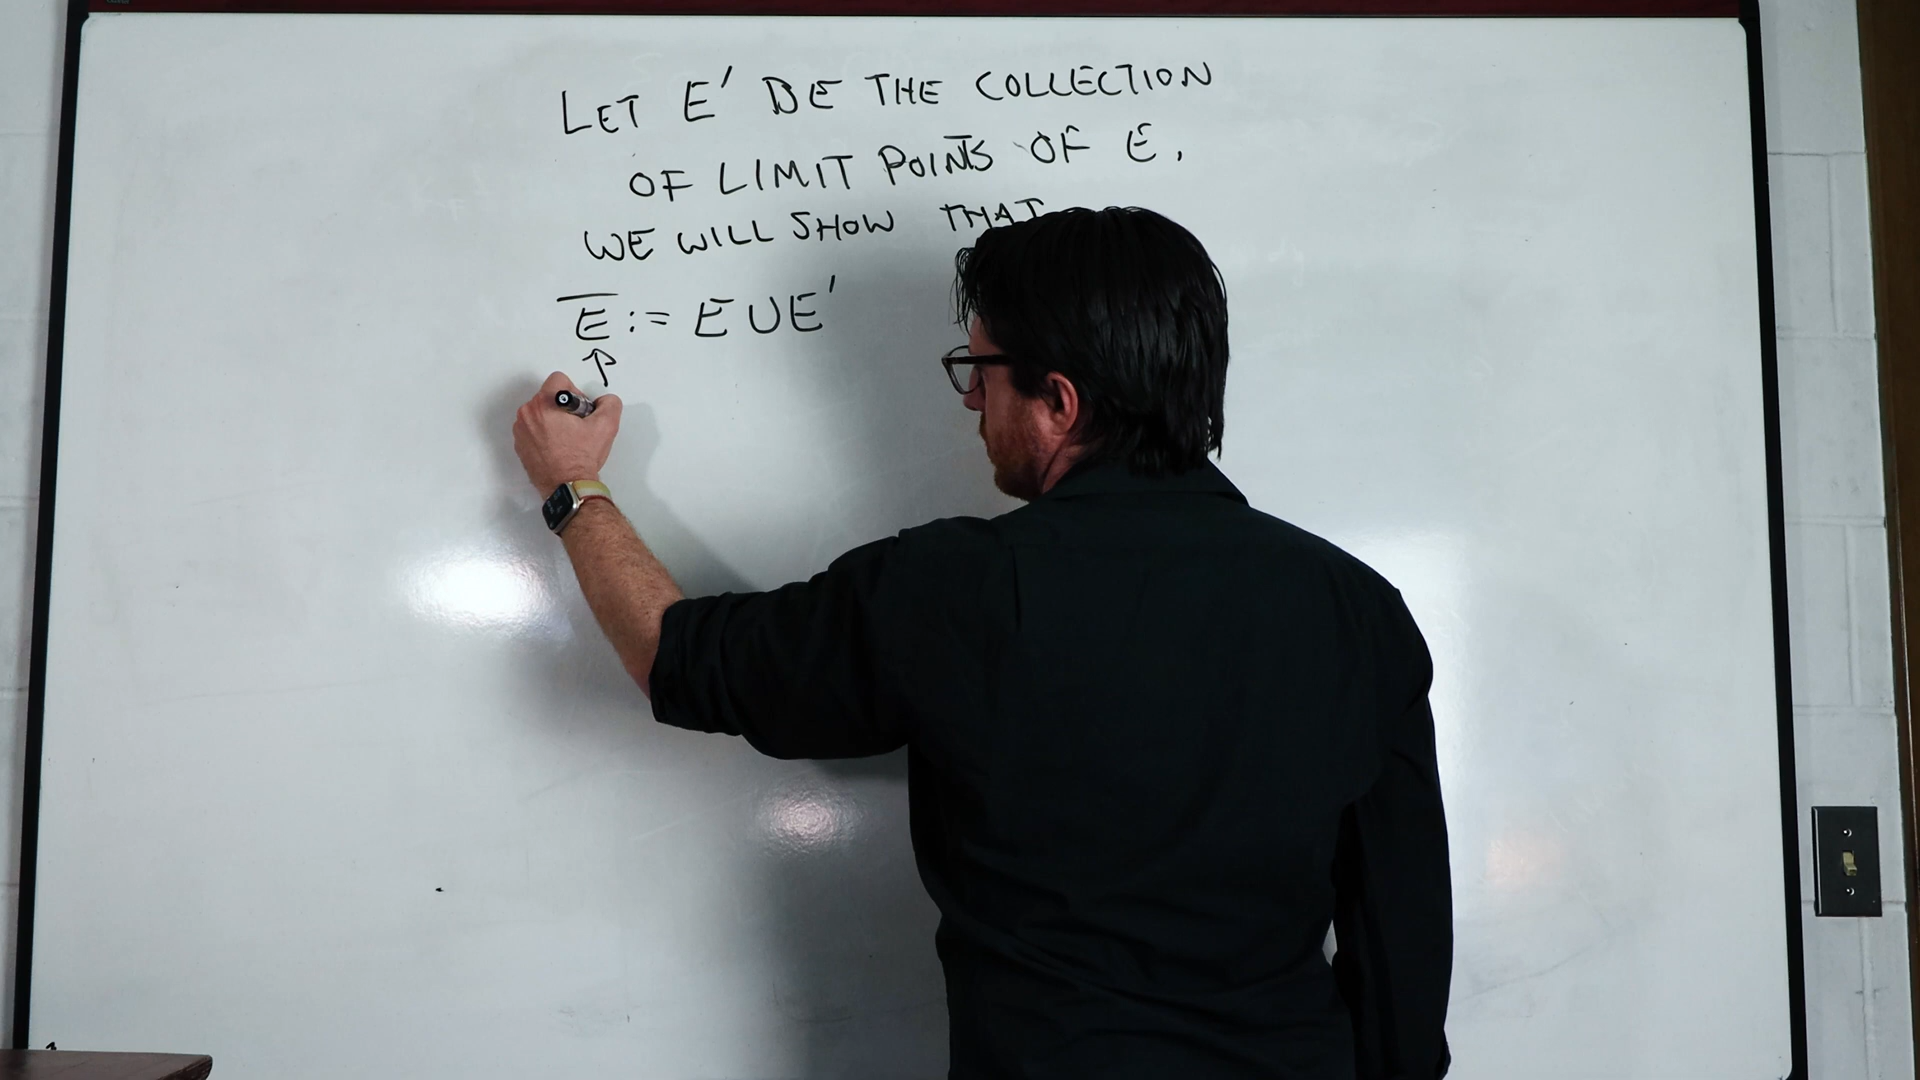 LET E' BE THE COLLECTION
OF LIMIT POINTS OF E.
WE WILL SHOW THAT
E̅ := E ∪ E'
↑